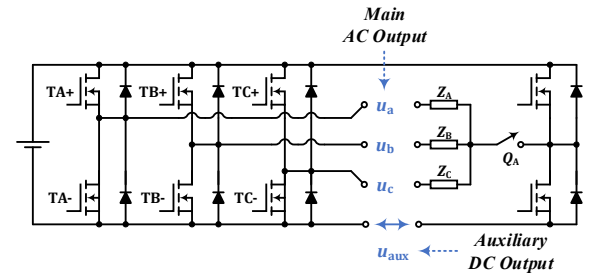 Main
AC Output
TA+
TB+
TC+
ua
ZA
ub
ZB
QA
uc
ZC
TA-
TB-
TC-
uaux
Auxiliary
DC Output